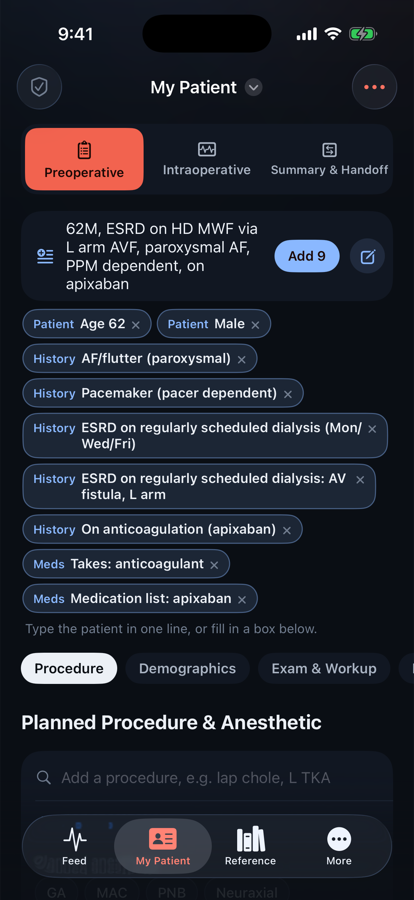 9:41
My Patient
Preoperative
Intraoperative
Summary & Handoff
62M, ESRD on HD MWF via
L arm AVF, paroxysmal AF,
PPM dependent, on
apixaban
Add 9
Patient Age 62 ×
Patient Male ×
History AF/flutter (paroxysmal) ×
History Pacemaker (pacer dependent) ×
History ESRD on regularly scheduled dialysis (Mon/
Wed/Fri) ×
History ESRD on regularly scheduled dialysis: AV
fistula, L arm ×
History On anticoagulation (apixaban) ×
Meds Takes: anticoagulant ×
Meds Medication list: apixaban ×
Type the patient in one line, or fill in a box below.
Procedure
Demographics
Exam & Workup
Planned Procedure & Anesthetic
Add a procedure, e.g. lap chole, L TKA
Feed
My Patient
Reference
More
GA
MAC
PNB
Neuraxial